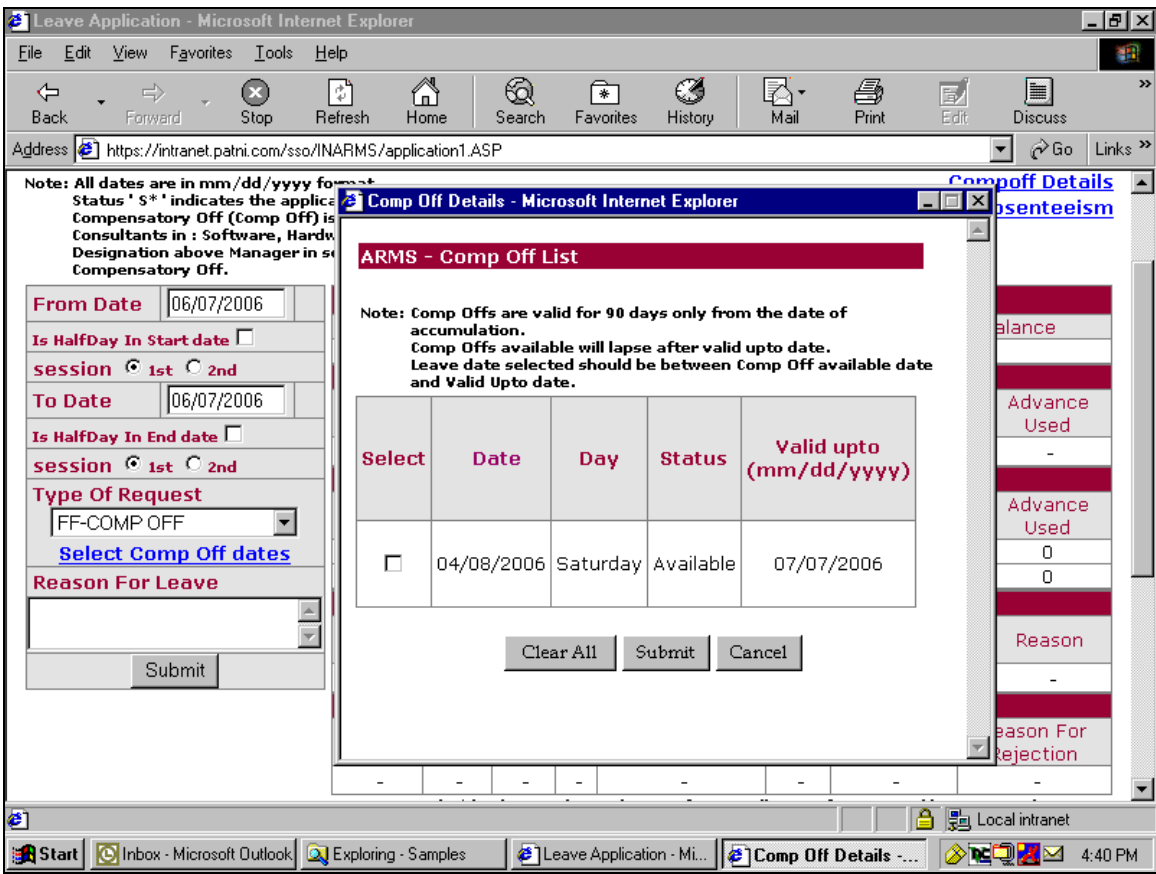 Leave Application - Microsoft Internet Explorer
File Edit View Favorites Tools Help
Back Forward Stop Refresh Home Search Favorites History Mail Print Edit Discuss »
Address https://intranet.patni.com/sso/INARMS/application1.ASP Go Links »
Note: All dates are in mm/dd/yyyy format
Status ' S* ' indicates the applica
Compensatory Off (Comp Off) is
Consultants in : Software, Hardw
Designation above Manager in se
Compensatory Off.
Compoff Details
bsenteeism
From Date 06/07/2006
Is HalfDay In Start date
session 1st 2nd
To Date 06/07/2006
Is HalfDay In End date
session 1st 2nd
Type Of Request
FF-COMP OFF
Select Comp Off dates
Reason For Leave
Submit
Comp Off Details - Microsoft Internet Explorer
ARMS - Comp Off List
Note: Comp Offs are valid for 90 days only from the date of
accumulation.
Comp Offs available will lapse after valid upto date.
Leave date selected should be between Comp Off available date
and Valid Upto date.
Select Date Day Status Valid upto
(mm/dd/yyyy)
04/08/2006 Saturday Available 07/07/2006
Clear All Submit Cancel
alance
Advance
Used
-
Advance
Used
0
0
Reason
-
eason For
Rejection
- - - - - - - -
Local intranet
Start Inbox - Microsoft Outlook Exploring - Samples Leave Application - Mi... Comp Off Details -... 4:40 PM